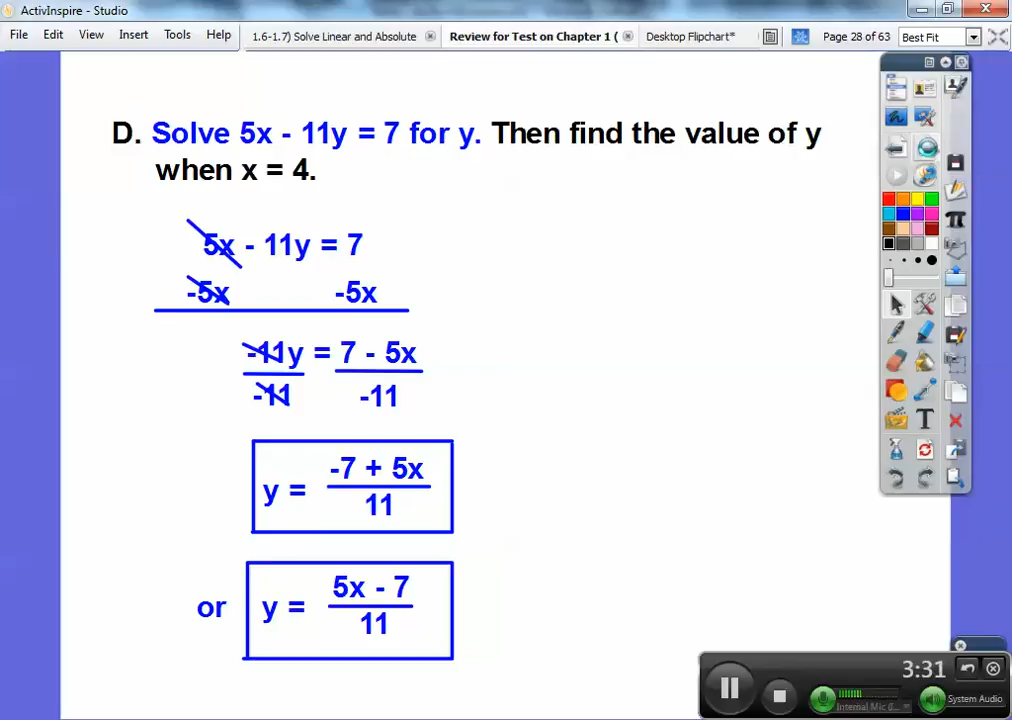 ActivInspire - Studio
File Edit View Insert Tools Help
1.6-1.7) Solve Linear and Absolute
Review for Test on Chapter 1 (
Desktop Flipchart*
Page 28 of 63
Best Fit
D. Solve 5x - 11y = 7 for y. Then find the value of y
when x = 4.
5x - 11y = 7
-5x -5x
-11y = 7 - 5x
-11 -11
-7 + 5x
y =
11
5x - 7
or y =
11
3:31
Internal Mic (I
System Audio